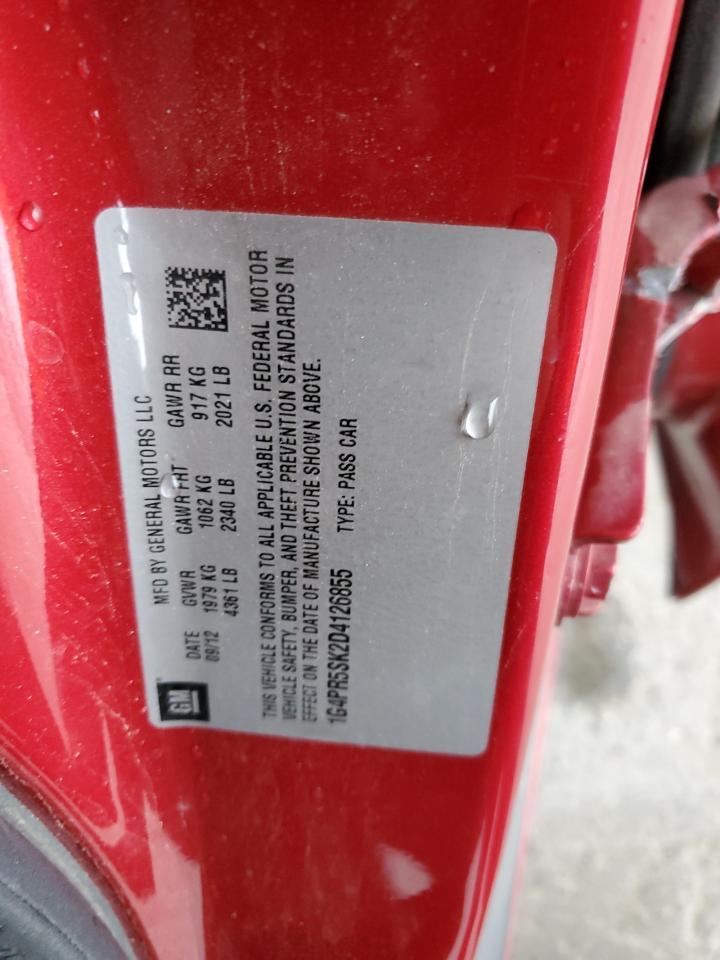 GM
MFD BY GENERAL MOTORS LLC
DATE GVWR GAWR FRT GAWR RR
09/12 1979 KG 1062 KG 917 KG
4361 LB 2340 LB 2021 LB
THIS VEHICLE CONFORMS TO ALL APPLICABLE U.S. FEDERAL MOTOR
VEHICLE SAFETY, BUMPER, AND THEFT PREVENTION STANDARDS IN
EFFECT ON THE DATE OF MANUFACTURE SHOWN ABOVE.
1G4PR5SK2D4126855 TYPE: PASS CAR